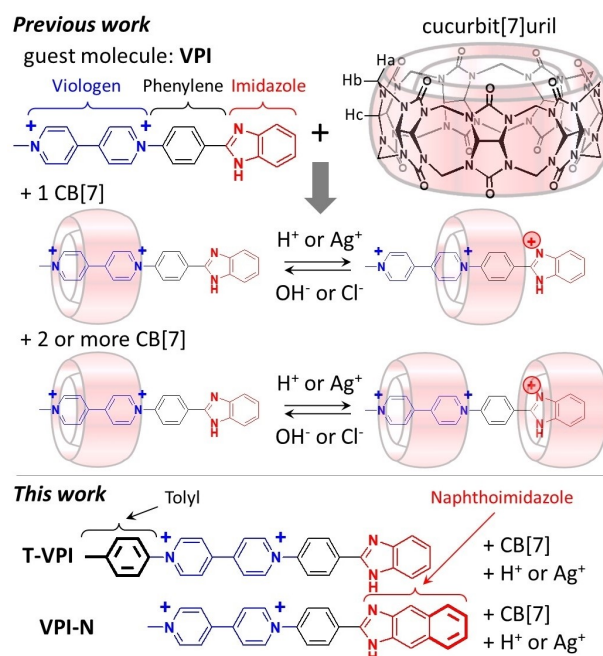 Previous work
cucurbit[7]uril
guest molecule: VPI
Viologen Phenylene Imidazole
Ha
Hb
Hc
+
+ +
N N N
N
H
O O O O O O O
N N N N N N N N
+ 1 CB[7]
H+ or Ag+
OH- or Cl-
+ 2 or more CB[7]
H+ or Ag+
OH- or Cl-
This work
Tolyl
Naphthoimidazole
T-VPI
+ CB[7]
+ H+ or Ag+
VPI-N
+ CB[7]
+ H+ or Ag+